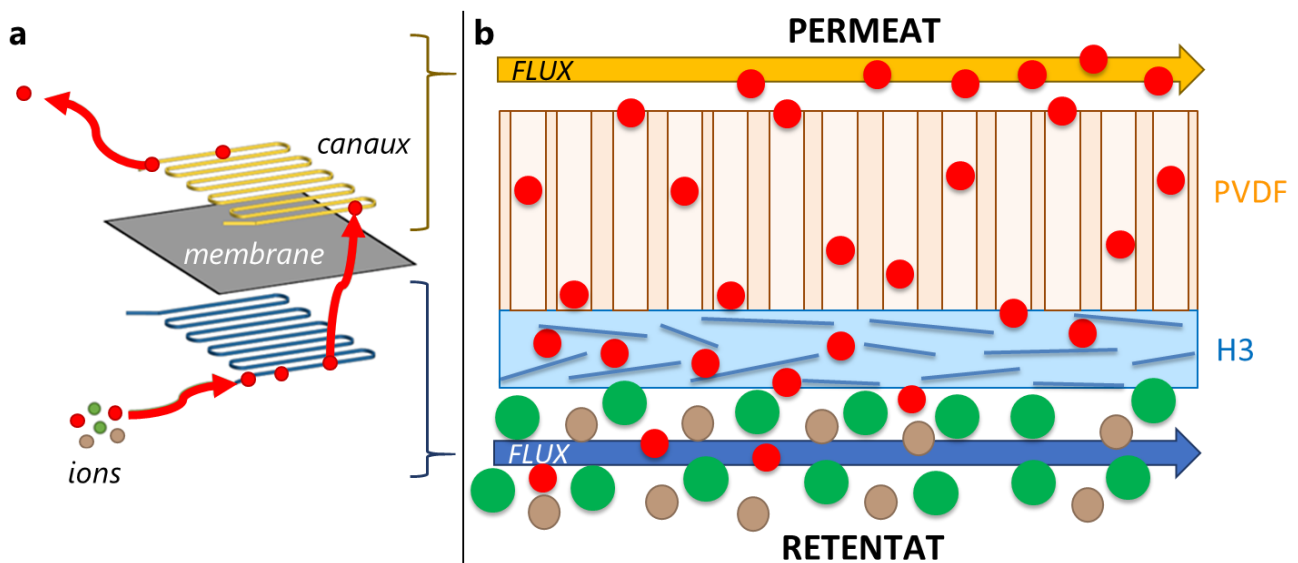 a
canaux
membrane
ions
b
PERMEAT
FLUX
PVDF
H3
FLUX
RETENTAT